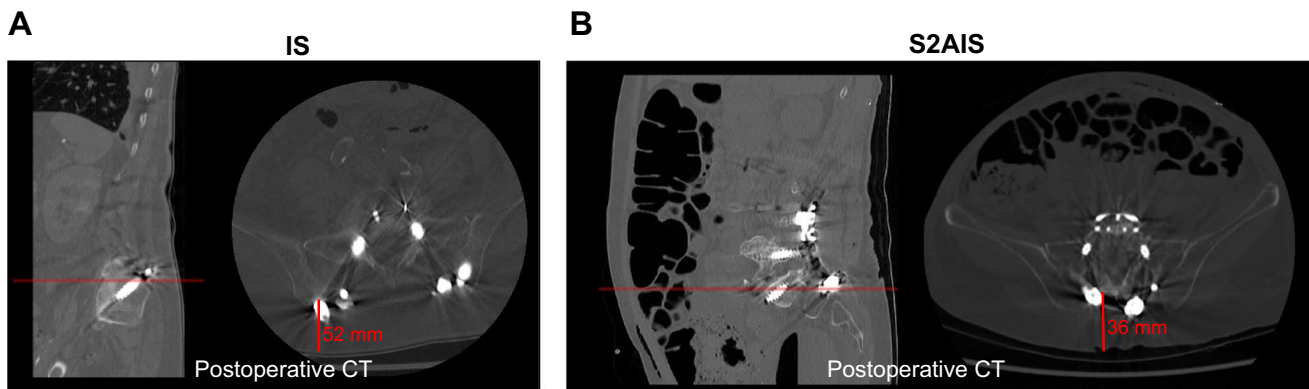 A
IS
52 mm
Postoperative CT
B
S2AIS
36 mm
Postoperative CT